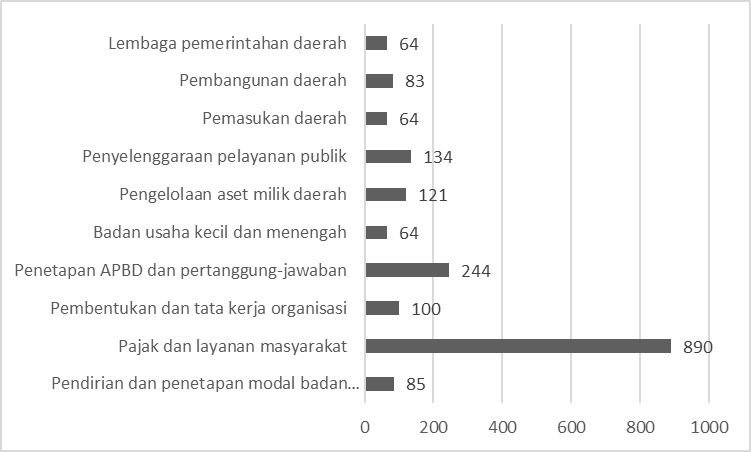 Lembaga pemerintahan daerah 64
Pembangunan daerah 83
Pemasukan daerah 64
Penyelenggaraan pelayanan publik 134
Pengelolaan aset milik daerah 121
Badan usaha kecil dan menengah 64
Penetapan APBD dan pertanggung-jawaban 244
Pembentukan dan tata kerja organisasi 100
Pajak dan layanan masyarakat 890
Pendirian dan penetapan modal badan... 85
0 200 400 600 800 1000